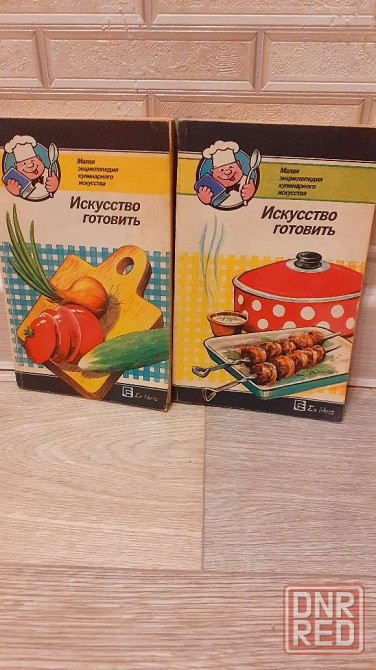 Малая
энциклопедия
кулинарного
искусства
Искусство
готовить
Ex libris
Малая
энциклопедия
кулинарного
искусства
Искусство
готовить
Ex libris
DNR
RED